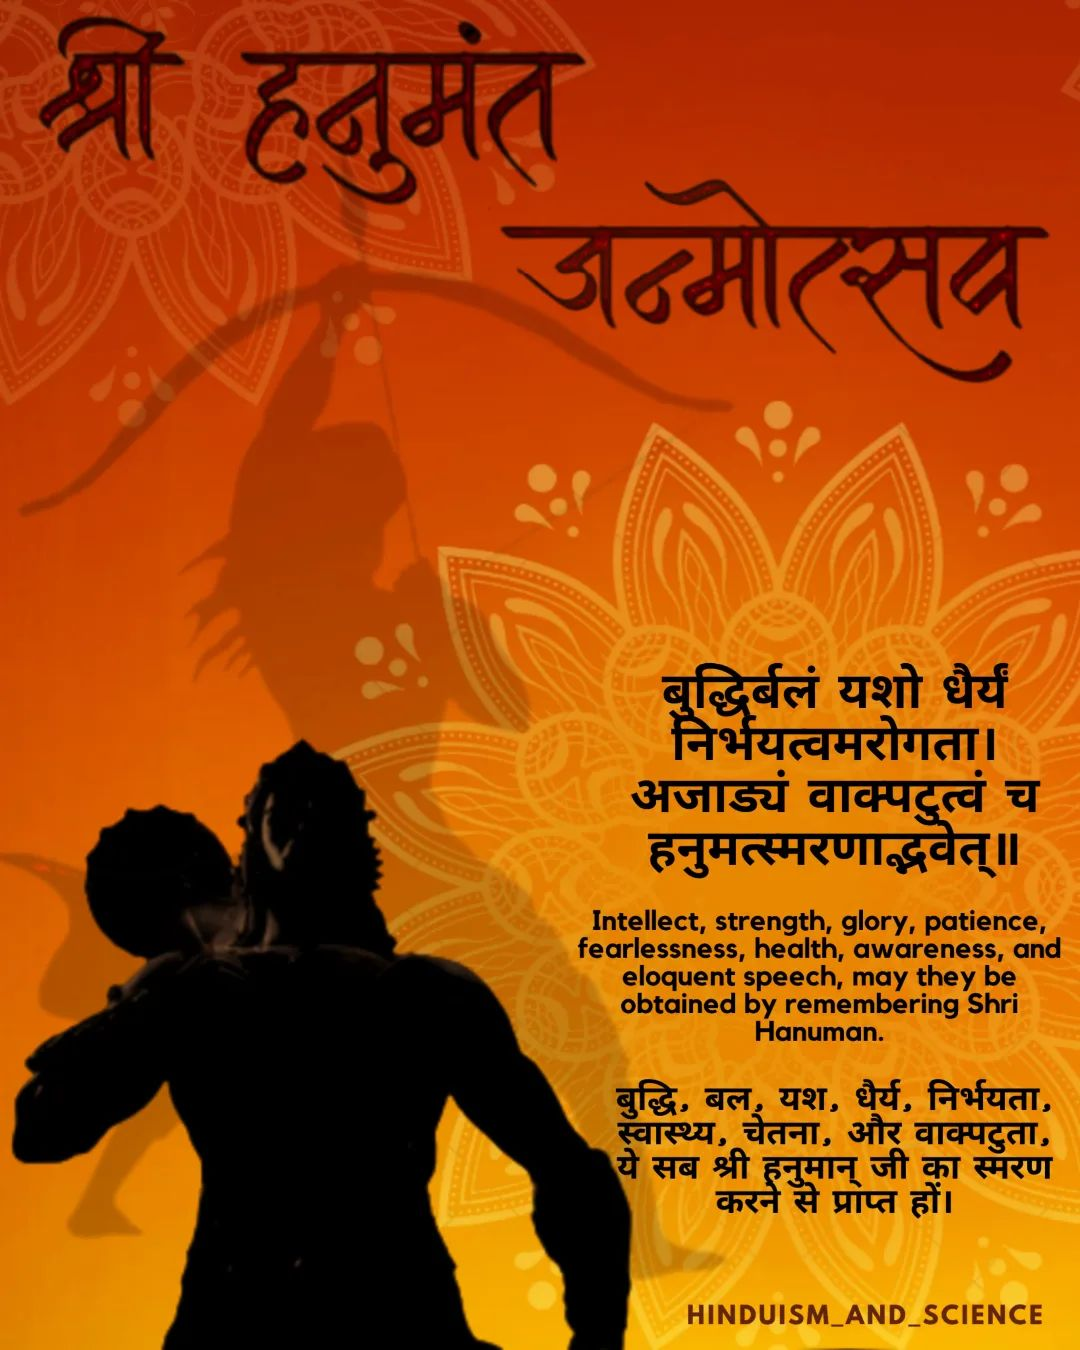 श्री हनुमंत
जन्मोत्सव
बुद्धिर्बलं यशो धैर्यं
निर्भयत्वमरोगता।
अजाड्यं वाक्पटुत्वं च
हनुमत्स्मरणाद्भवेत्॥
Intellect, strength, glory, patience,
fearlessness, health, awareness, and
eloquent speech, may they be
obtained by remembering Shri
Hanuman.
बुद्धि, बल, यश, धैर्य, निर्भयता,
स्वास्थ्य, चेतना, और वाक्पटुता,
ये सब श्री हनुमान् जी का स्मरण
करने से प्राप्त हों।
HINDUISM_AND_SCIENCE